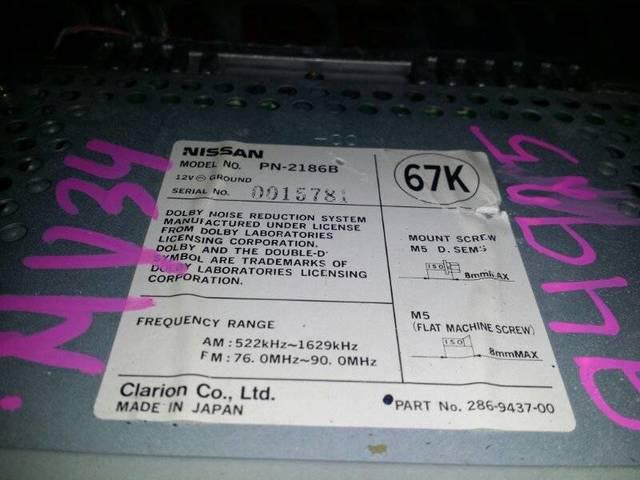 NISSAN
MODEL No. PN-2186B
12V ⊖ GROUND
SERIAL No. 0015781
67K
DOLBY NOISE REDUCTION SYSTEM
MANUFACTURED UNDER LICENSE
FROM DOLBY LABORATORIES
LICENSING CORPORATION.
DOLBY AND THE DOUBLE-D
SYMBOL ARE TRADEMARKS OF
DOLBY LABORATORIES LICENSING
CORPORATION.
MOUNT SCREW
M5 D. SEMS
ISO
8mmMAX
M5
(FLAT MACHINE SCREW)
ISO
8mmMAX
FREQUENCY RANGE
AM: 522kHz~1629kHz
FM: 76.0MHz~90.0MHz
Clarion Co., Ltd.
MADE IN JAPAN
PART No. 286-9437-00